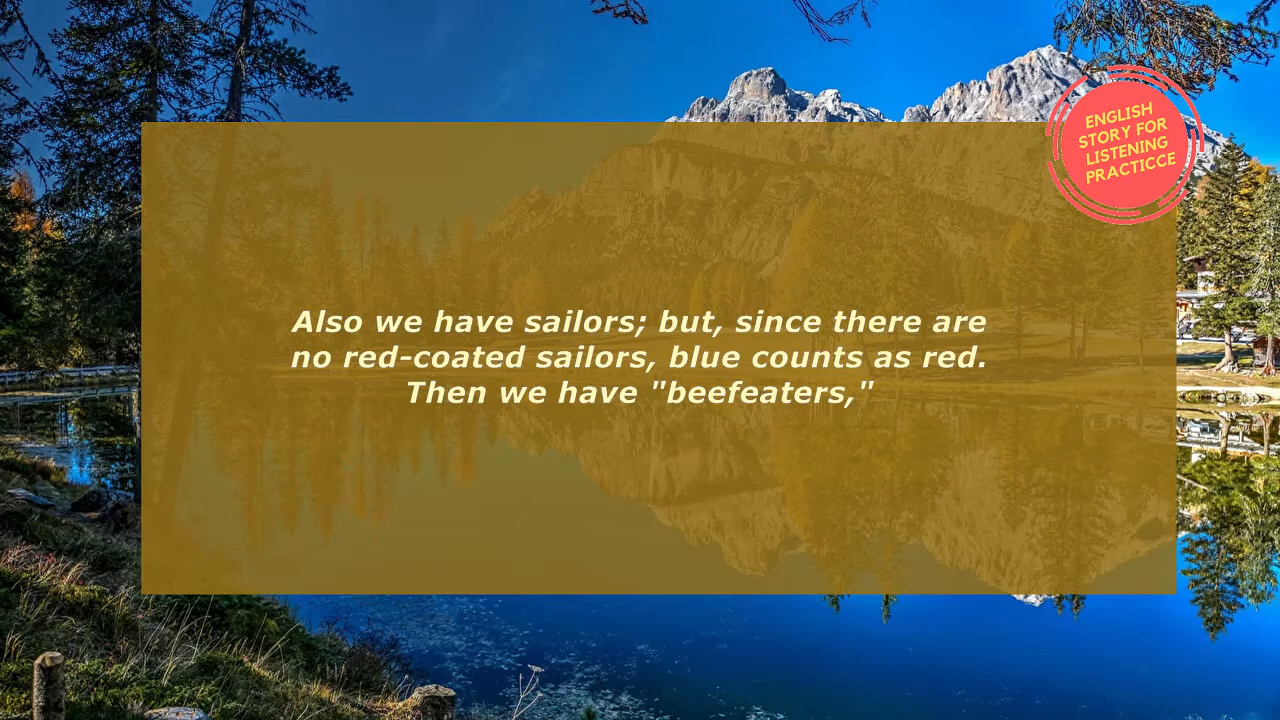 ENGLISH
STORY FOR
LISTENING
PRACTICCE
Also we have sailors; but, since there are
no red-coated sailors, blue counts as red.
Then we have "beefeaters,"